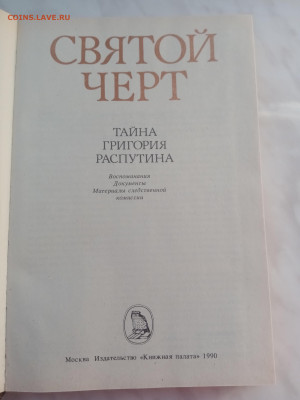 COINS.LAVE.RU
СВЯТОЙ
ЧЕРТ
ТАЙНА
ГРИГОРИЯ
РАСПУТИНА
Воспоминания
Документы
Материалы следственной
комиссии
Москва Издательство «Книжная палата» 1990